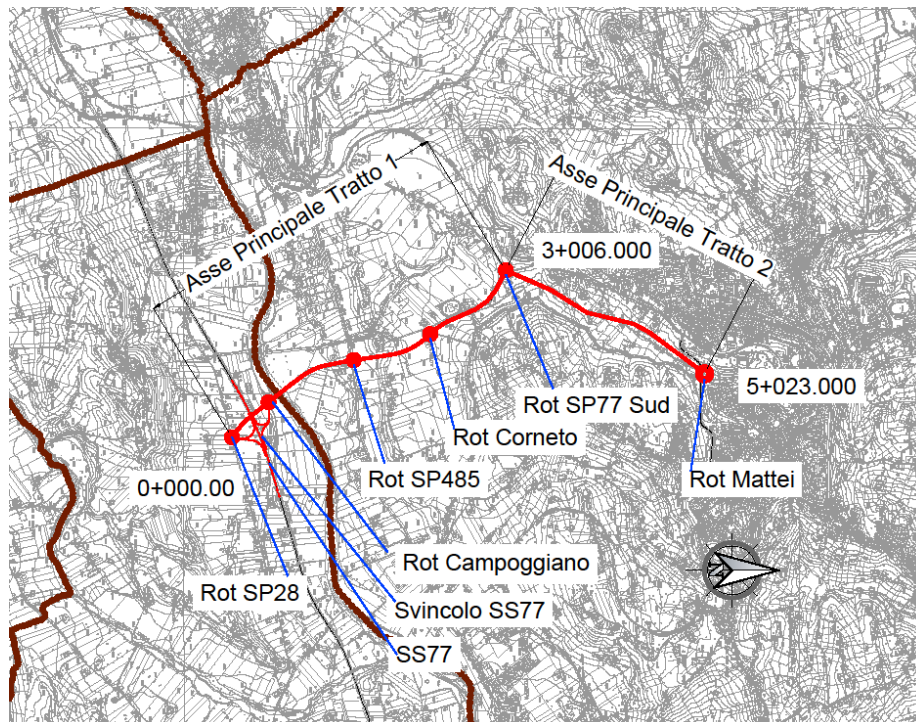 Asse Principale Tratto 1
Asse Principale Tratto 2
3+006.000
5+023.000
Rot SP77 Sud
Rot Corneto
Rot SP485
Rot Mattei
0+000.00
Rot Campoggiano
Rot SP28
Svincolo SS77
SS77